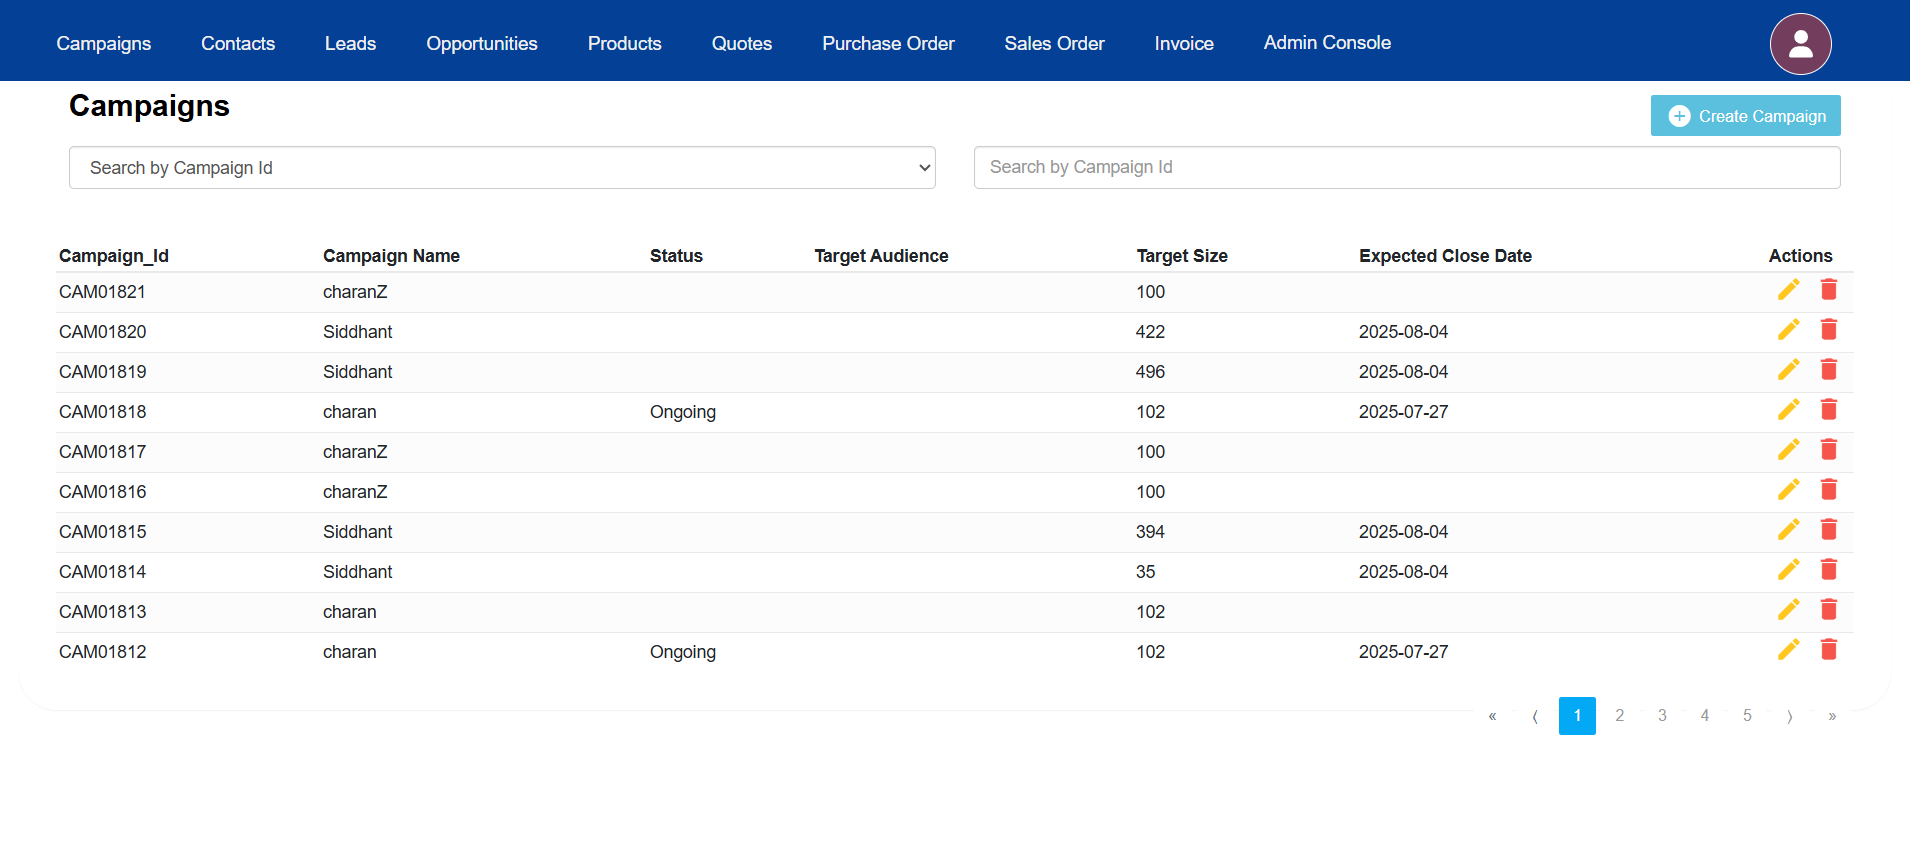 Campaigns Contacts Leads Opportunities Products Quotes Purchase Order Sales Order Invoice Admin Console
Campaigns
Create Campaign
Search by Campaign Id Search by Campaign Id
Campaign_Id Campaign Name Status Target Audience Target Size Expected Close Date Actions
CAM01821 charanZ 100
CAM01820 Siddhant 422 2025-08-04
CAM01819 Siddhant 496 2025-08-04
CAM01818 charan Ongoing 102 2025-07-27
CAM01817 charanZ 100
CAM01816 charanZ 100
CAM01815 Siddhant 394 2025-08-04
CAM01814 Siddhant 35 2025-08-04
CAM01813 charan 102
CAM01812 charan Ongoing 102 2025-07-27
« ⟨ 1 2 3 4 5 ⟩ »